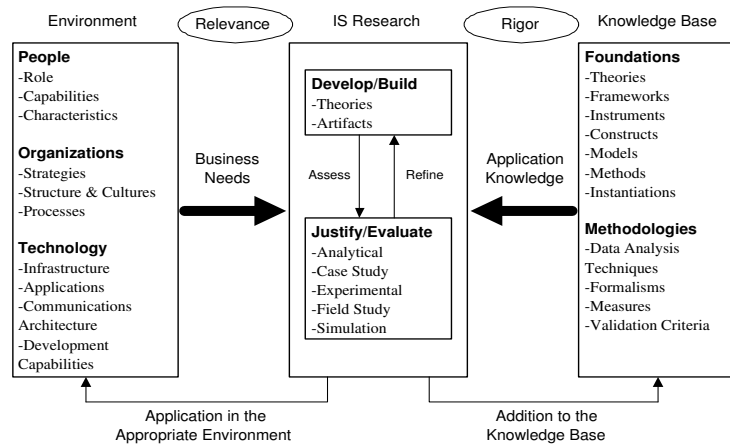 Environment
Relevance
IS Research
Rigor
Knowledge Base
People
-Role
-Capabilities
-Characteristics
Organizations
-Strategies
-Structure & Cultures
-Processes
Technology
-Infrastructure
-Applications
-Communications
Architecture
-Development
Capabilities
Business
Needs
Develop/Build
-Theories
-Artifacts
Assess
Refine
Justify/Evaluate
-Analytical
-Case Study
-Experimental
-Field Study
-Simulation
Application
Knowledge
Foundations
-Theories
-Frameworks
-Instruments
-Constructs
-Models
-Methods
-Instantiations
Methodologies
-Data Analysis
Techniques
-Formalisms
-Measures
-Validation Criteria
Application in the
Appropriate Environment
Addition to the
Knowledge Base